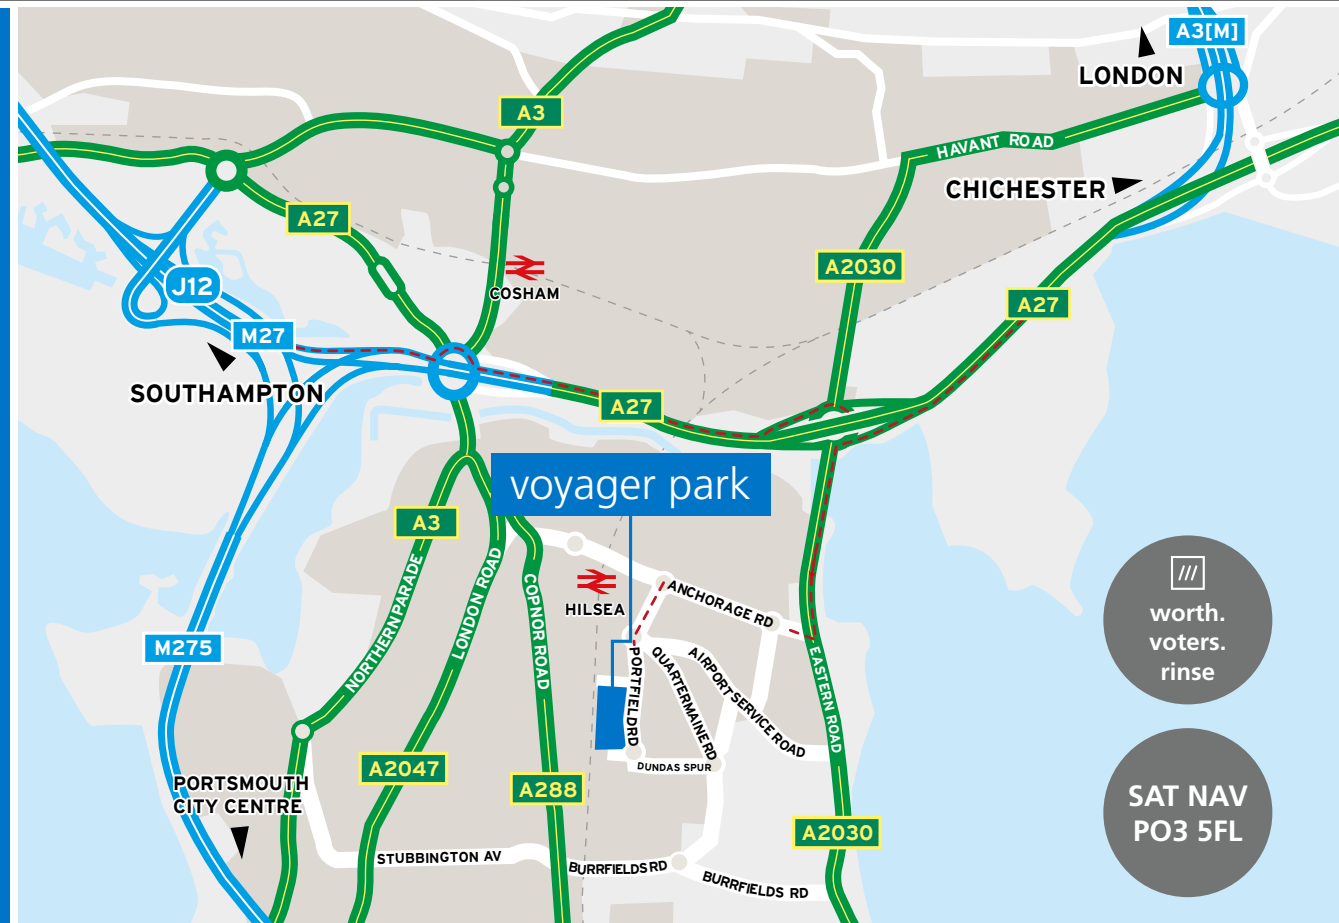 A3[M]
LONDON
A3
HAVANT ROAD
CHICHESTER
A27
A2030
COSHAM
J12
A27
M27
SOUTHAMPTON
A27
voyager park
A3
NORTHERN PARADE
LONDON ROAD
COPNOR ROAD
HILSEA
ANCHORAGE RD
M275
PORTFIELD RD
QUARTERMAINE RD
AIRPORT SERVICE ROAD
EASTERN ROAD
DUNDAS SPUR
A2047
A288
A2030
PORTSMOUTH
CITY CENTRE
STUBBINGTON AV
BURRFIELDS RD
BURRFIELDS RD
///
worth.
voters.
rinse
SAT NAV
PO3 5FL